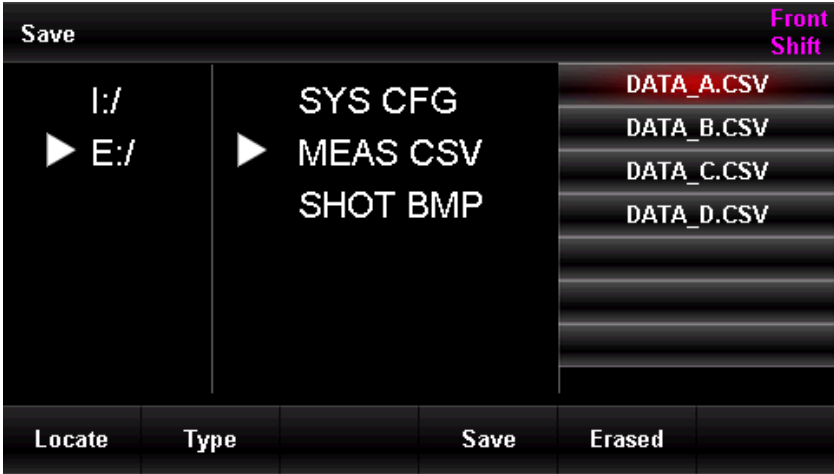 Save
Front
Shift
I:/
E:/
SYS CFG
MEAS CSV
SHOT BMP
DATA_A.CSV
DATA_B.CSV
DATA_C.CSV
DATA_D.CSV
Locate Type Save Erased